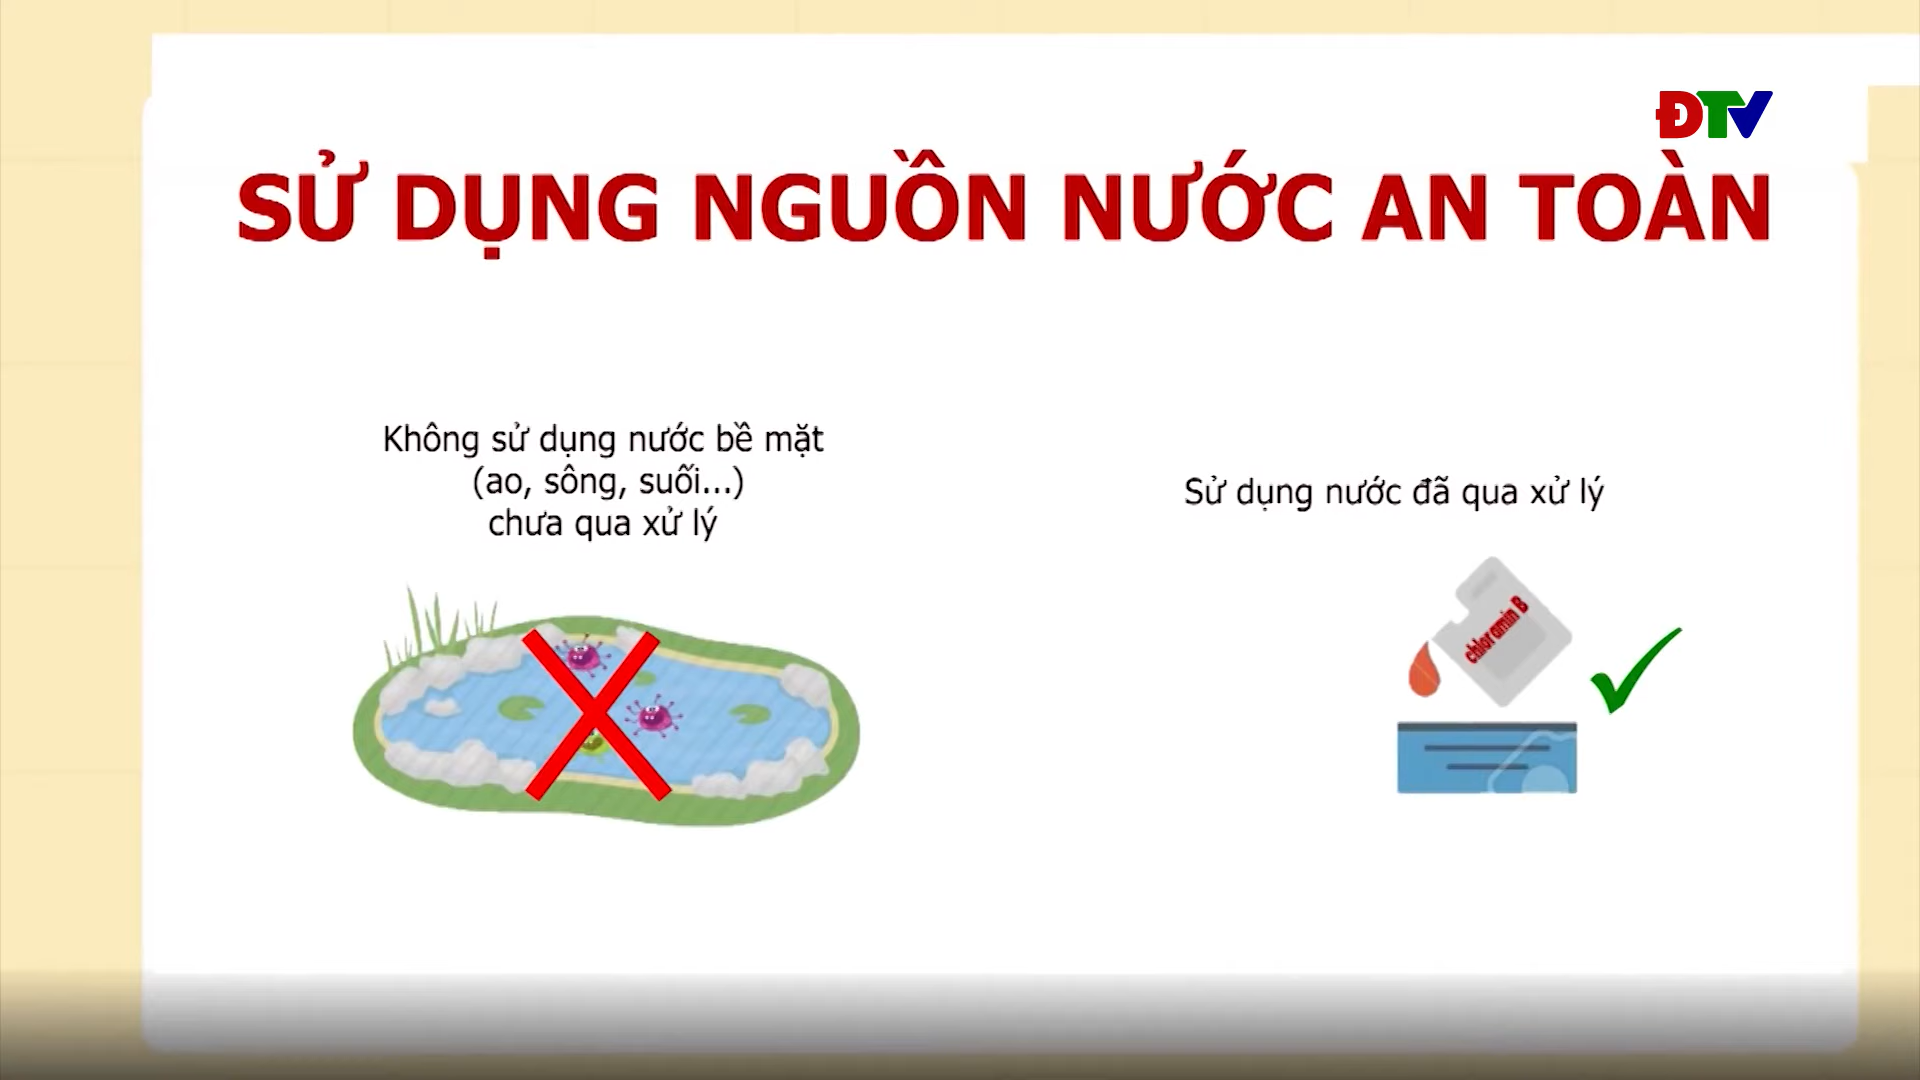 ĐTV
SỬ DỤNG NGUỒN NƯỚC AN TOÀN
Không sử dụng nước bề mặt
(ao, sông, suối...)
chưa qua xử lý
Sử dụng nước đã qua xử lý
chloramin B